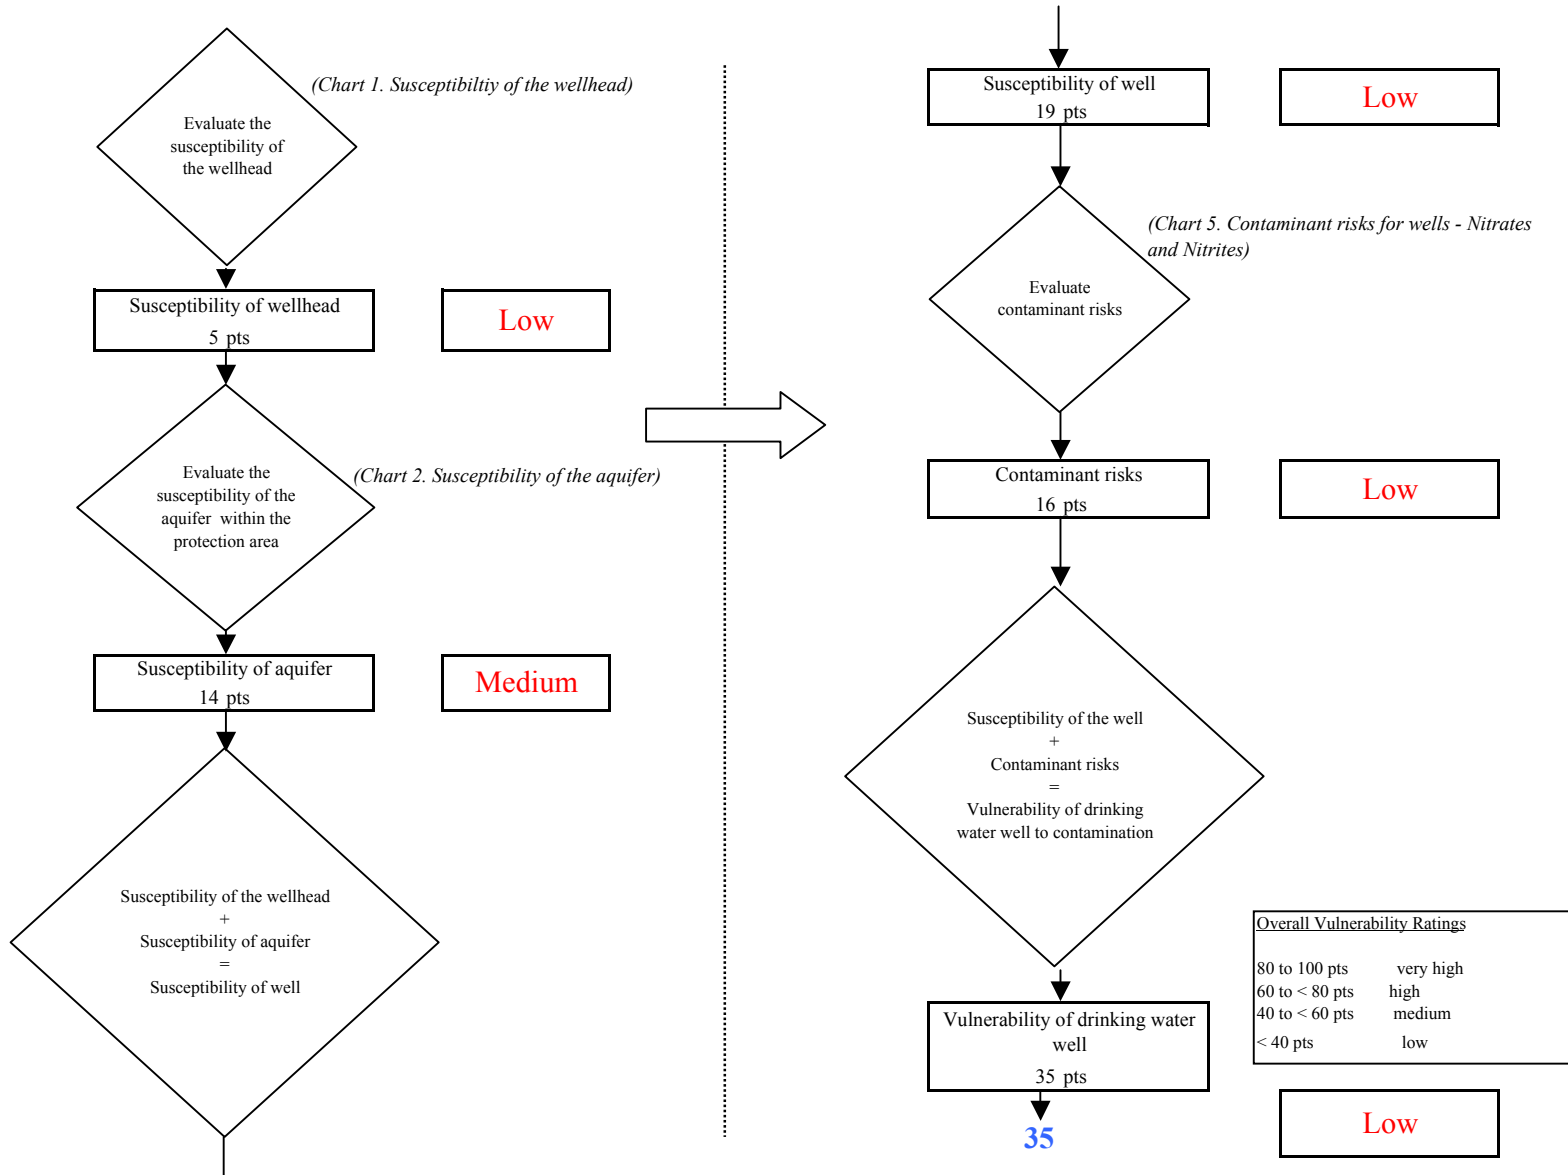 (Chart 1. Susceptibiltiy of the wellhead)
Evaluate the
susceptibility of
the wellhead
Susceptibility of wellhead
5 pts
Low
(Chart 2. Susceptibility of the aquifer)
Evaluate the
susceptibility of the
aquifer within the
protection area
Susceptibility of aquifer
14 pts
Medium
Susceptibility of the wellhead
+
Susceptibility of aquifer
=
Susceptibility of well
Susceptibility of well
19 pts
Low
(Chart 5. Contaminant risks for wells - Nitrates
and Nitrites)
Evaluate
contaminant risks
Contaminant risks
16 pts
Low
Susceptibility of the well
+
Contaminant risks
=
Vulnerability of drinking
water well to contamination
Overall Vulnerability Ratings
80 to 100 pts very high
60 to < 80 pts high
40 to < 60 pts medium
< 40 pts low
Vulnerability of drinking water
well
35 pts
35
Low